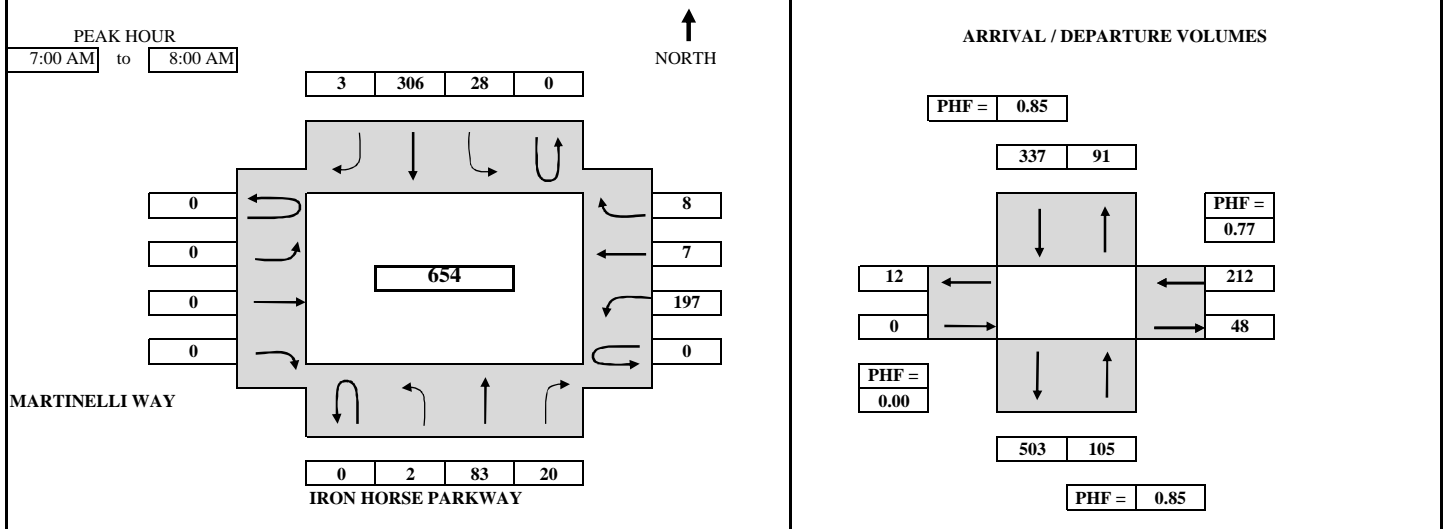 PEAK HOUR
7:00 AM to 8:00 AM
NORTH
3 306 28 0
0 8
0 7
654
0 197
0 0
MARTINELLI WAY
0 2 83 20
IRON HORSE PARKWAY
ARRIVAL / DEPARTURE VOLUMES
PHF = 0.85
337 91
PHF =
0.77
12 212
0 48
PHF =
0.00
503 105
PHF = 0.85